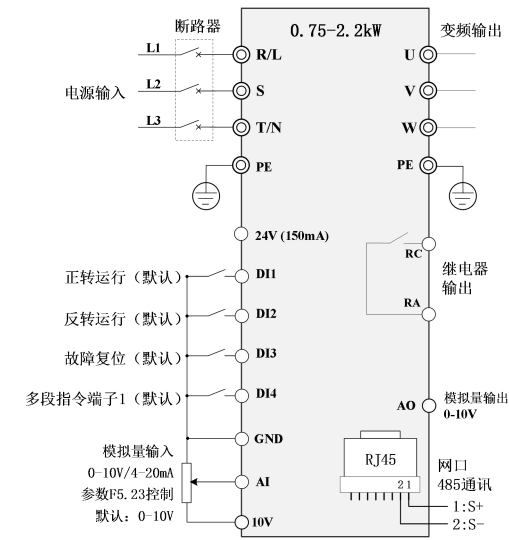 断路器
0.75-2.2kW
变频输出
L1
R/L
U
电源输入
L2
S
V
L3
T/N
W
PE
PE
24V (150mA)
RC
继电器
输出
正转运行（默认）
DI1
RA
反转运行（默认）
DI2
故障复位（默认）
DI3
多段指令端子1（默认）
DI4
AO
模拟量输出
0-10V
GND
模拟量输入
0-10V/4-20mA
参数F5.23控制
默认：0-10V
AI
10V
RJ45
2 1
网口
485通讯
1:S+
2:S-